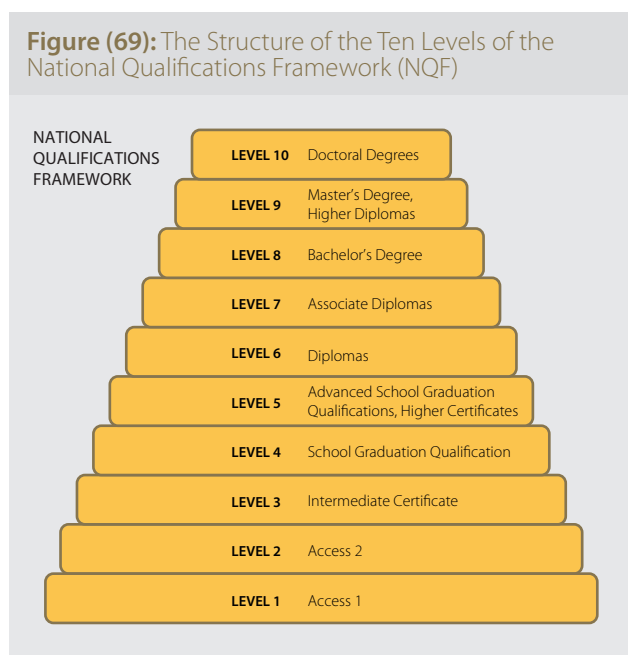 Figure (69): The Structure of the Ten Levels of the
National Qualifications Framework (NQF)
NATIONAL
QUALIFICATIONS
FRAMEWORK
LEVEL 10 Doctoral Degrees
LEVEL 9 Master's Degree,
Higher Diplomas
LEVEL 8 Bachelor's Degree
LEVEL 7 Associate Diplomas
LEVEL 6 Diplomas
LEVEL 5 Advanced School Graduation
Qualifications, Higher Certificates
LEVEL 4 School Graduation Qualification
LEVEL 3 Intermediate Certificate
LEVEL 2 Access 2
LEVEL 1 Access 1